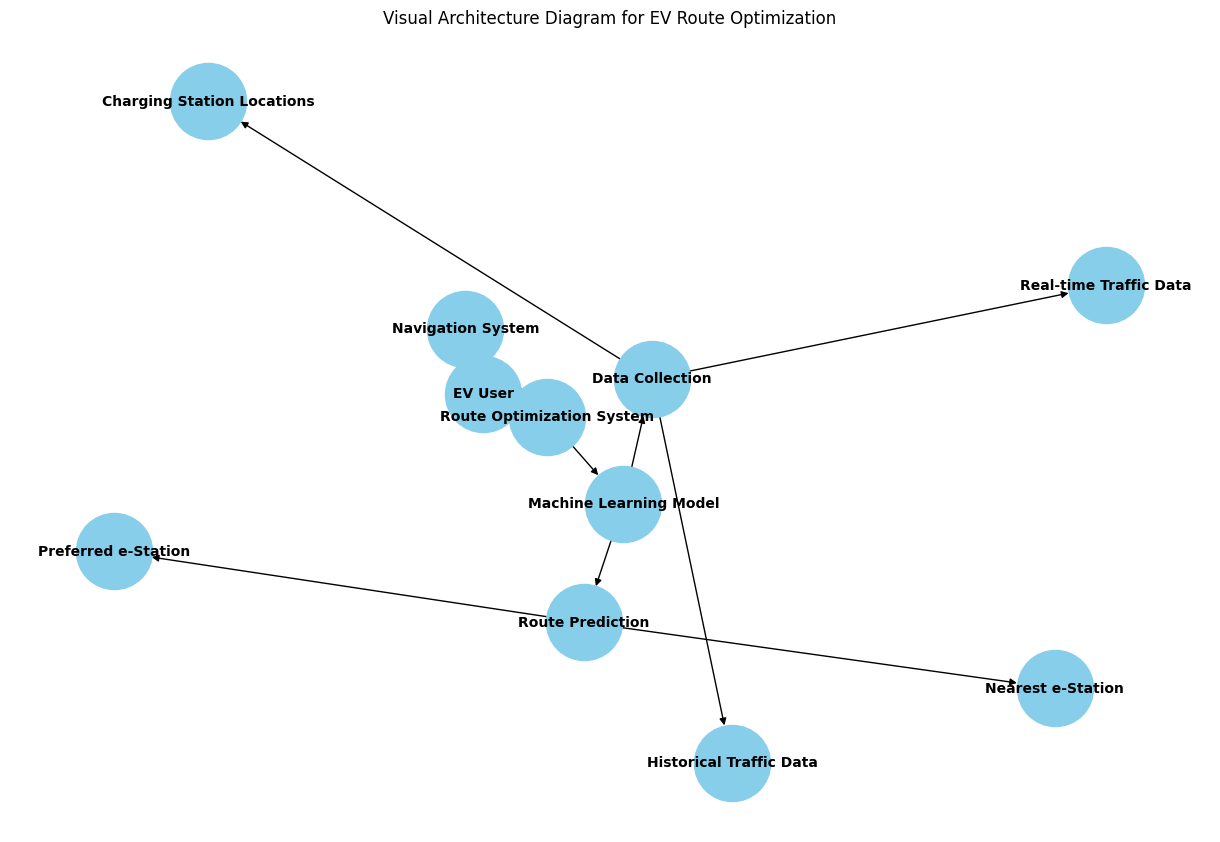 Visual Architecture Diagram for EV Route Optimization
Charging Station Locations
Real-time Traffic Data
Navigation System
Data Collection
EV User
Route Optimization System
Machine Learning Model
Preferred e-Station
Route Prediction
Nearest e-Station
Historical Traffic Data